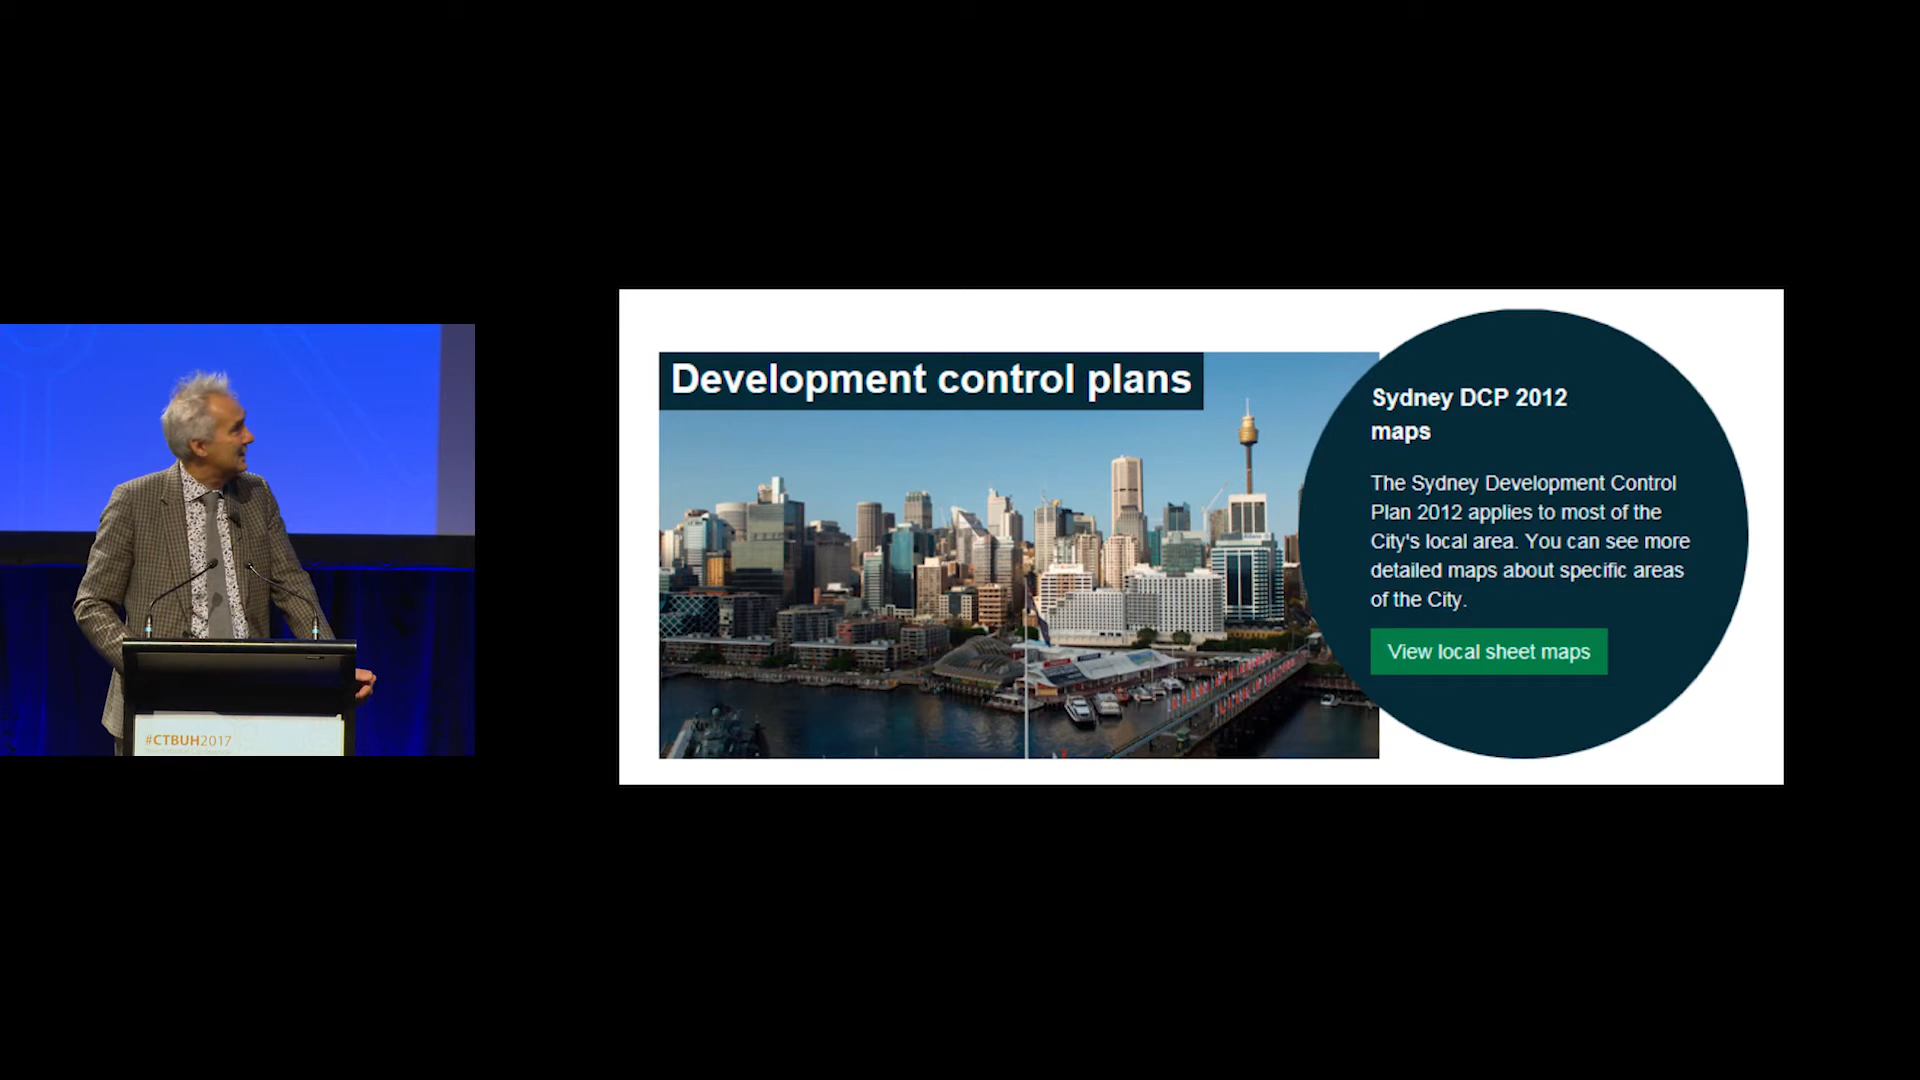 Development control plans
Sydney DCP 2012
maps
The Sydney Development Control
Plan 2012 applies to most of the
City's local area. You can see more
detailed maps about specific areas
of the City.
View local sheet maps
#CTBUH2017